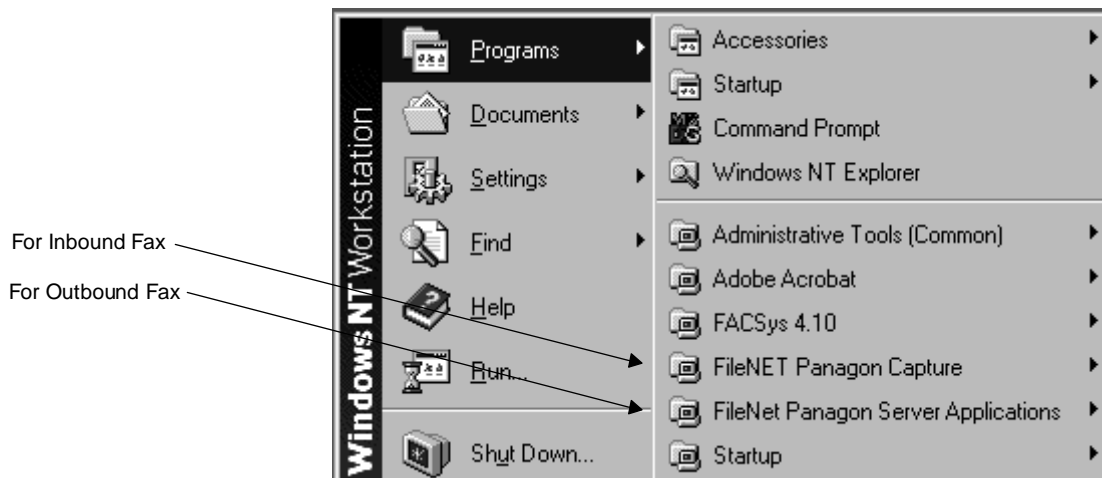 Windows NT Workstation
Programs
Documents
Settings
Find
Help
Run...
Shut Down...
Accessories
Startup
Command Prompt
Windows NT Explorer
Administrative Tools (Common)
Adobe Acrobat
FACSys 4.10
FileNET Panagon Capture
FileNet Panagon Server Applications
Startup
For Inbound Fax
For Outbound Fax